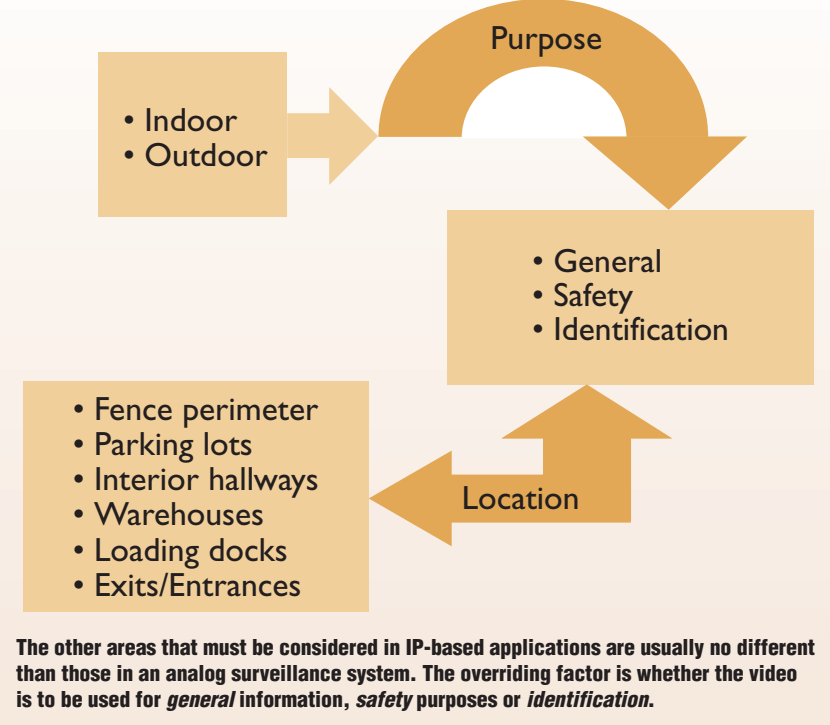 Purpose
• Indoor
• Outdoor
• General
• Safety
• Identification
• Fence perimeter
• Parking lots
• Interior hallways
• Warehouses
• Loading docks
• Exits/Entrances
Location
The other areas that must be considered in IP-based applications are usually no different
than those in an analog surveillance system. The overriding factor is whether the video
is to be used for general information, safety purposes or identification.